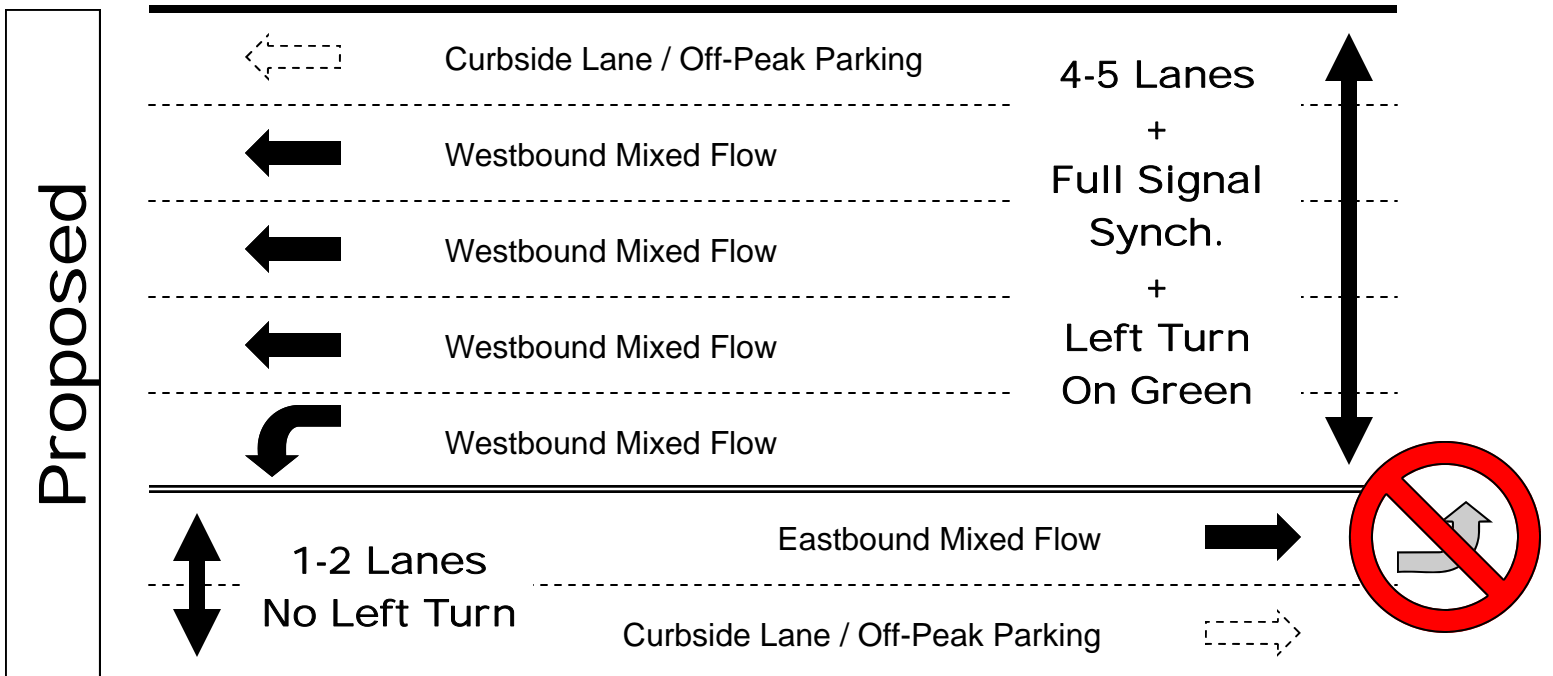 Proposed
Curbside Lane / Off-Peak Parking
Westbound Mixed Flow
Westbound Mixed Flow
Westbound Mixed Flow
Westbound Mixed Flow
4-5 Lanes
+
Full Signal
Synch.
+
Left Turn
On Green
Eastbound Mixed Flow
1-2 Lanes
No Left Turn
Curbside Lane / Off-Peak Parking